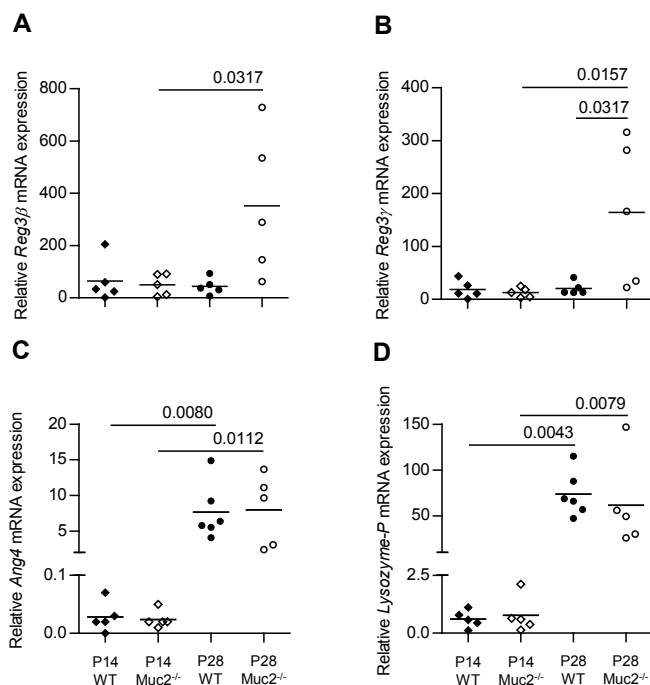 A
B
0.0317
0.0157
0.0317
Relative Reg3β mRNA expression
800
600
400
200
0
Relative Reg3γ mRNA expression
400
300
200
100
0
C
D
0.0080
0.0112
0.0079
0.0043
Relative Ang4 mRNA expression
20
15
10
5
0.1
0.0
Relative Lysozyme-P mRNA expression
150
100
50
2.5
0.0
P14 P14 P28 P28
WT Muc2-/- WT Muc2-/-
P14 P14 P28 P28
WT Muc2-/- WT Muc2-/-